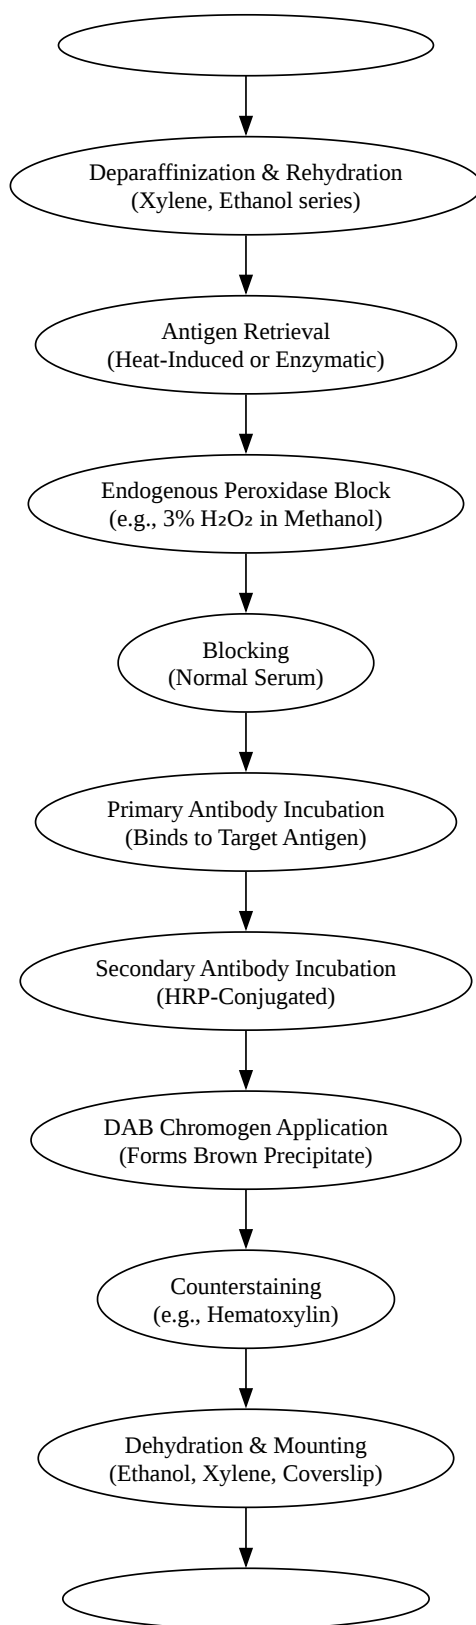 Deparaffinization & Rehydration
(Xylene, Ethanol series)
Antigen Retrieval
(Heat-Induced or Enzymatic)
Endogenous Peroxidase Block
(e.g., 3% H₂O₂ in Methanol)
Blocking
(Normal Serum)
Primary Antibody Incubation
(Binds to Target Antigen)
Secondary Antibody Incubation
(HRP-Conjugated)
DAB Chromogen Application
(Forms Brown Precipitate)
Counterstaining
(e.g., Hematoxylin)
Dehydration & Mounting
(Ethanol, Xylene, Coverslip)